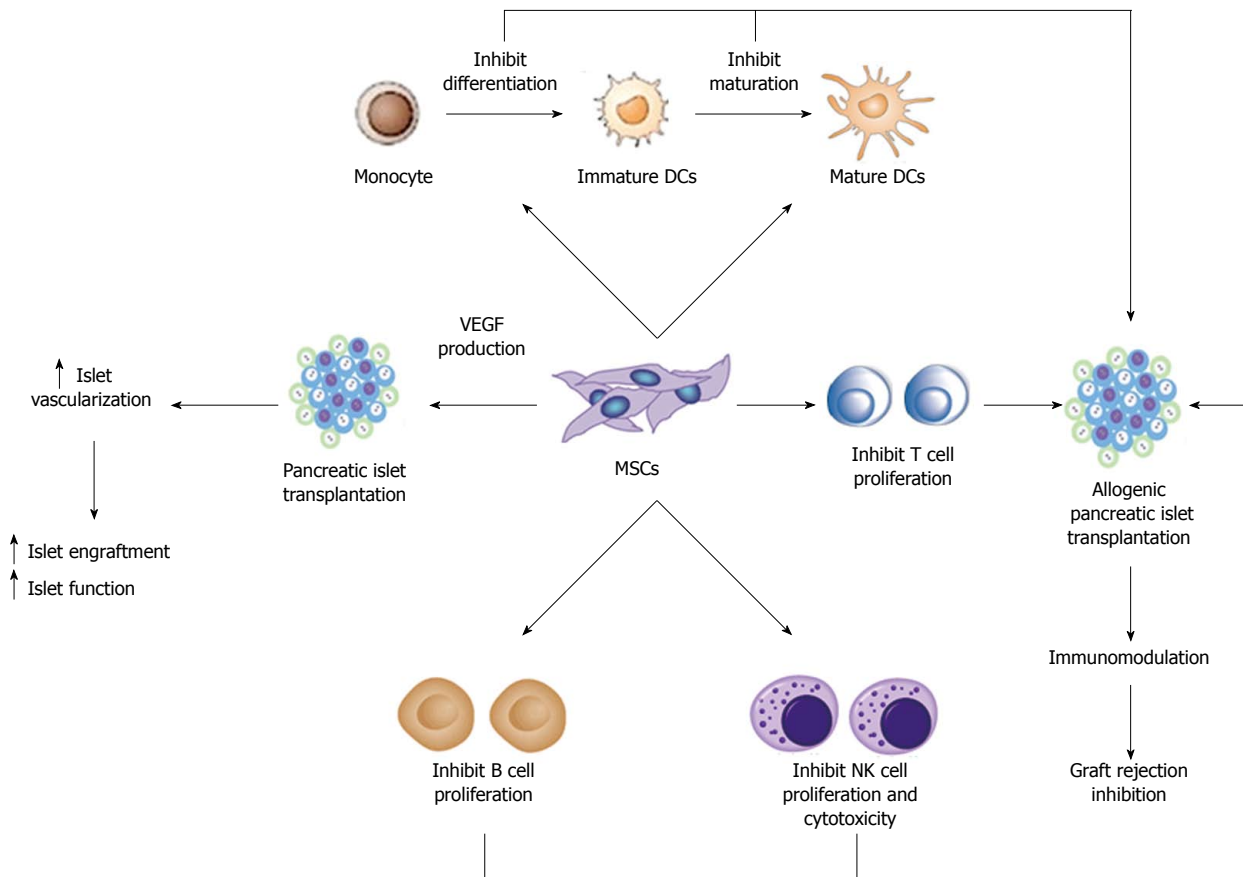 Inhibit
differentiation
Inhibit
maturation
Monocyte
Immature DCs
Mature DCs
VEGF
production
Islet
vascularization
Pancreatic islet
transplantation
MSCs
Inhibit T cell
proliferation
Allogenic
pancreatic islet
transplantation
Islet engraftment
Islet function
Immunomodulation
Inhibit B cell
proliferation
Inhibit NK cell
proliferation and
cytotoxicity
Graft rejection
inhibition